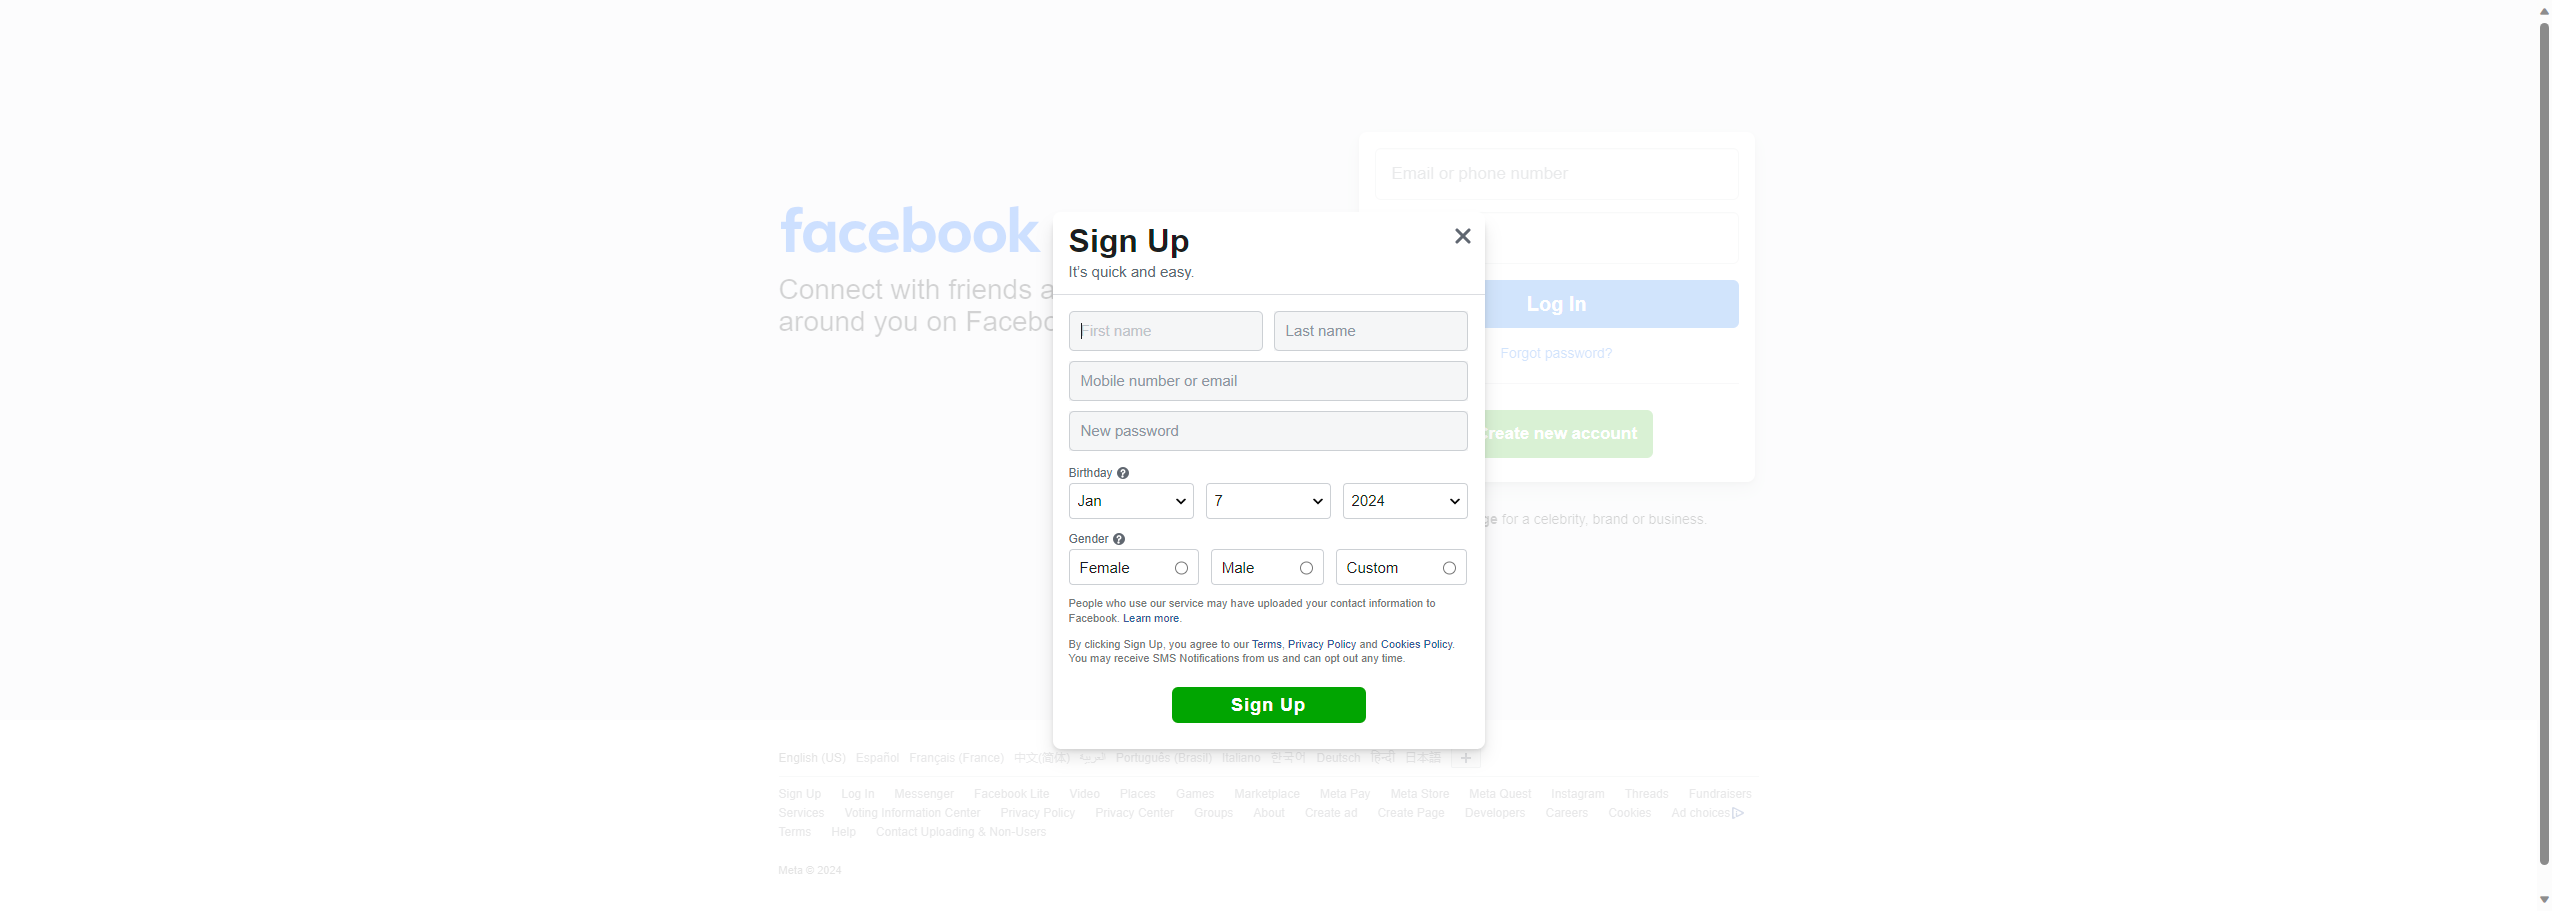 facebook
Connect with friends a
around you on Facebo
Email or phone number
Log In
Forgot password?
Create new account
ge for a celebrity, brand or business.
Sign Up
It's quick and easy.
First name
Last name
Mobile number or email
New password
Birthday
Jan
7
2024
Gender
Female
Male
Custom
People who use our service may have uploaded your contact information to
Facebook. Learn more.
By clicking Sign Up, you agree to our Terms, Privacy Policy and Cookies Policy.
You may receive SMS Notifications from us and can opt out any time.
Sign Up
English (US) Español Français (France) 中文(简体) العربية Português (Brasil) Italiano 한국어 Deutsch हिन्दी 日本語
Sign Up Log In Messenger Facebook Lite Video Places Games Marketplace Meta Pay Meta Store Meta Quest Instagram Threads Fundraisers
Services Voting Information Center Privacy Policy Privacy Center Groups About Create ad Create Page Developers Careers Cookies Ad choices
Terms Help Contact Uploading & Non-Users
Meta © 2024